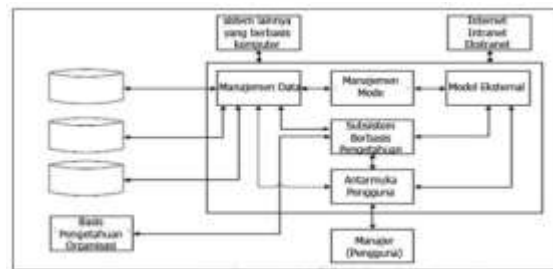 sistem lainnya
yang berbasis
komputer
Internet
Intranet
Ekstranet
Manajemen Data
Manajemen
Mode
Model Eksternal
Subsistem
Berbasis
Pengetahuan
Antarmuka
Pengguna
Basis
Pengetahuan
Organisasi
Manajer
(Pengguna)